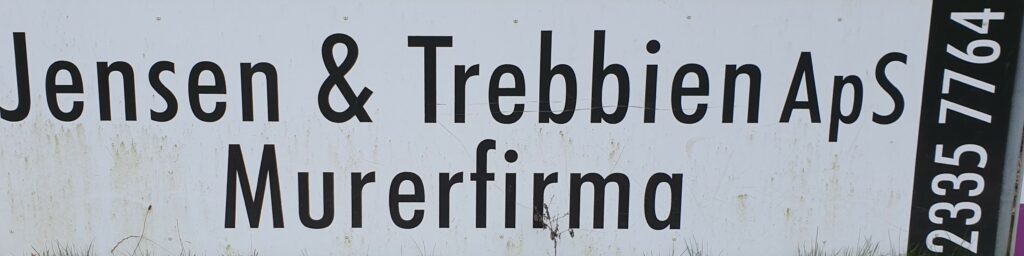 Jensen & Trebbien ApS
Murerfirma
2335 7764